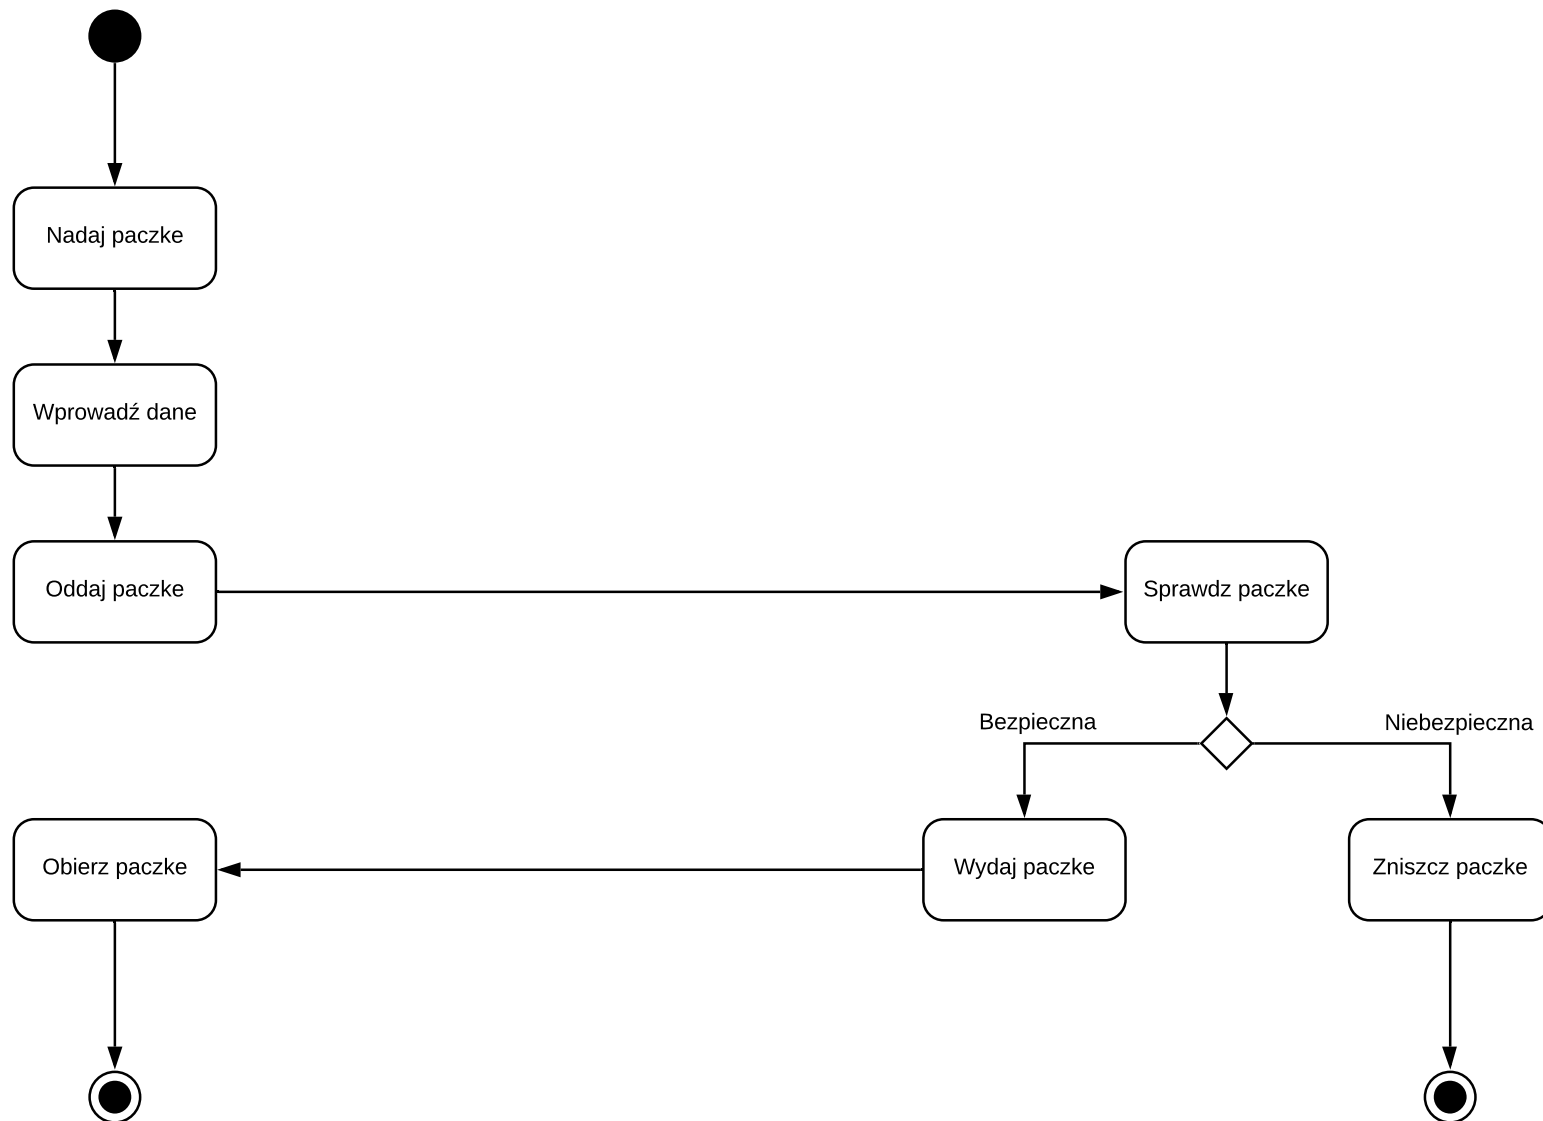 Nadaj paczke
Wprowadź dane
Oddaj paczke
Sprawdz paczke
Bezpieczna
Niebezpieczna
Obierz paczke
Wydaj paczke
Zniszcz paczke